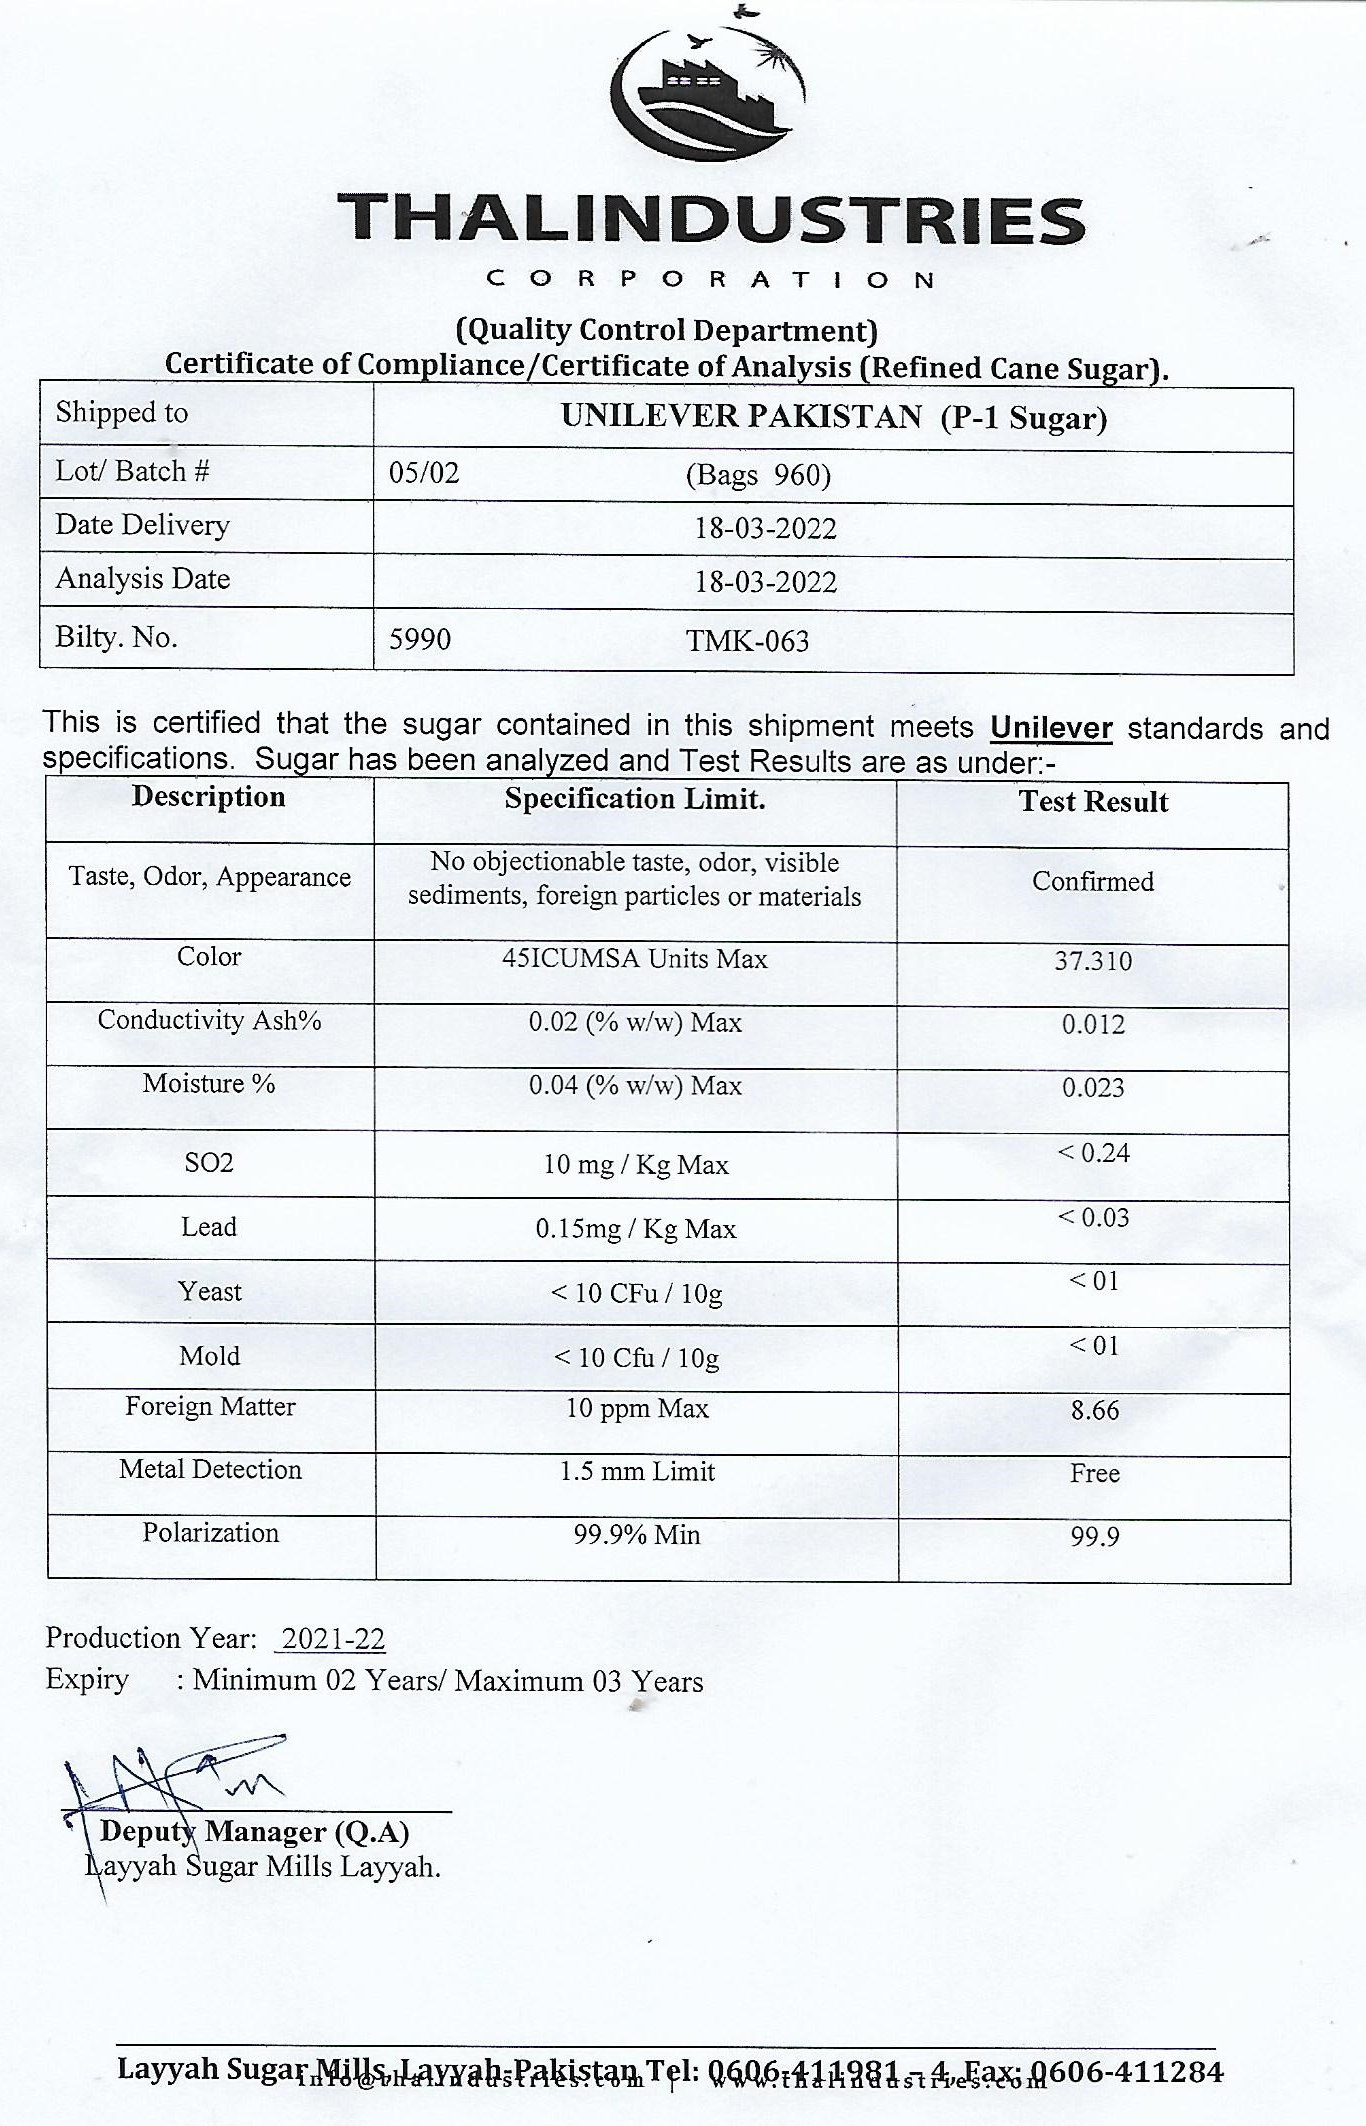 THALINDUSTRIES
CORPORATION
(Quality Control Department)
Certificate of Compliance/Certificate of Analysis (Refined Cane Sugar).
Shipped to UNILEVER PAKISTAN (P-1 Sugar)
Lot/ Batch # 05/02 (Bags 960)
Date Delivery 18-03-2022
Analysis Date 18-03-2022
Bilty. No. 5990 TMK-063
This is certified that the sugar contained in this shipment meets Unilever standards and
specifications. Sugar has been analyzed and Test Results are as under:-
Description Specification Limit. Test Result
Taste, Odor, Appearance No objectionable taste, odor, visible
sediments, foreign particles or materials Confirmed
Color 45ICUMSA Units Max 37.310
Conductivity Ash% 0.02 (% w/w) Max 0.012
Moisture % 0.04 (% w/w) Max 0.023
SO2 10 mg / Kg Max < 0.24
Lead 0.15mg / Kg Max < 0.03
Yeast < 10 CFu / 10g < 01
Mold < 10 Cfu / 10g < 01
Foreign Matter 10 ppm Max 8.66
Metal Detection 1.5 mm Limit Free
Polarization 99.9% Min 99.9
Production Year: 2021-22
Expiry : Minimum 02 Years/ Maximum 03 Years
Deputy Manager (Q.A)
Layyah Sugar Mills Layyah.
Layyah Sugar Mills, Layyah-Pakistan Tel: 0606-411981 – 4, Fax: 0606-411284
info@thalindustries.com | www.thalindustries.com